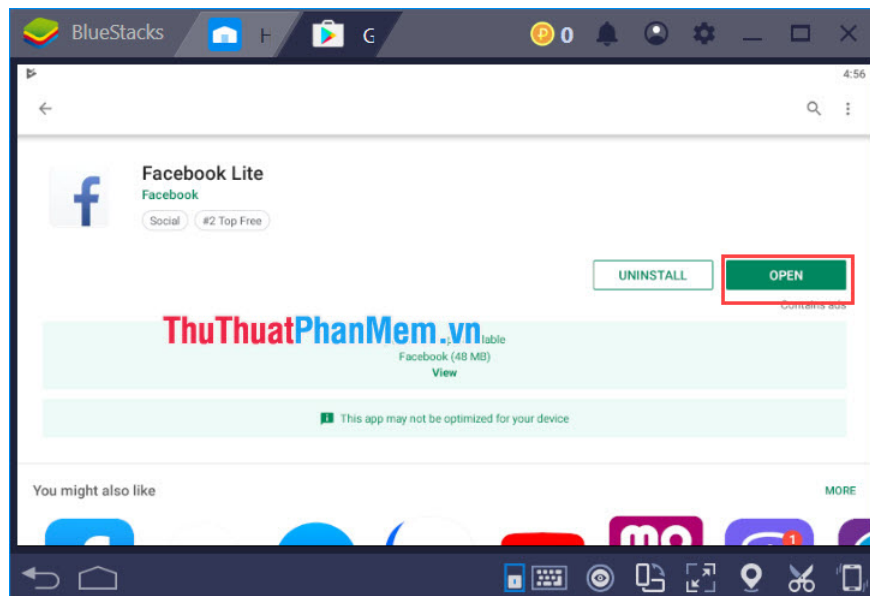 BlueStacks
H
G
0
4:56
Facebook Lite
Facebook
Social
#2 Top Free
UNINSTALL
OPEN
Contains ads
ThuThuatPhanMem.vn
Facebook (48 MB)
View
This app may not be optimized for your device
You might also like
MORE
1